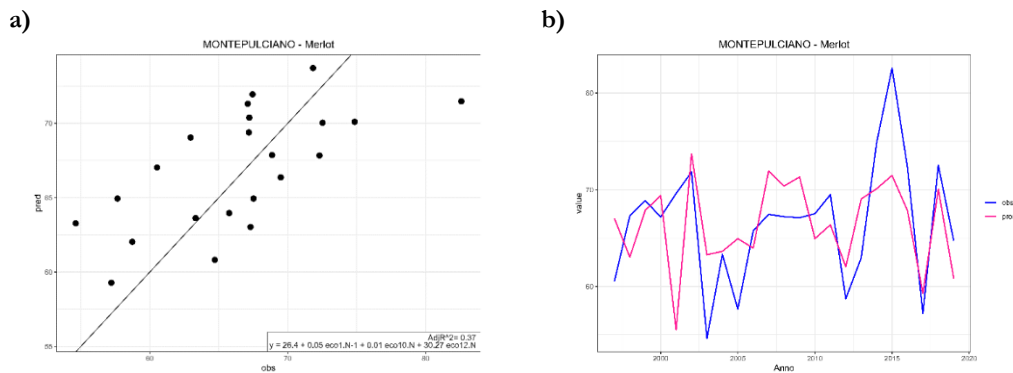 a)
b)
MONTEPULCIANO - Merlot
pred
70
65
60
55
60
70
80
obs
AdjR^2= 0.37
y = 26.4 + 0.05 eco1.N-1 + 0.01 eco10.N + 30.27 eco12.N
MONTEPULCIANO - Merlot
value
80
70
60
2000
2005
2010
2015
2020
Anno
obs
pro